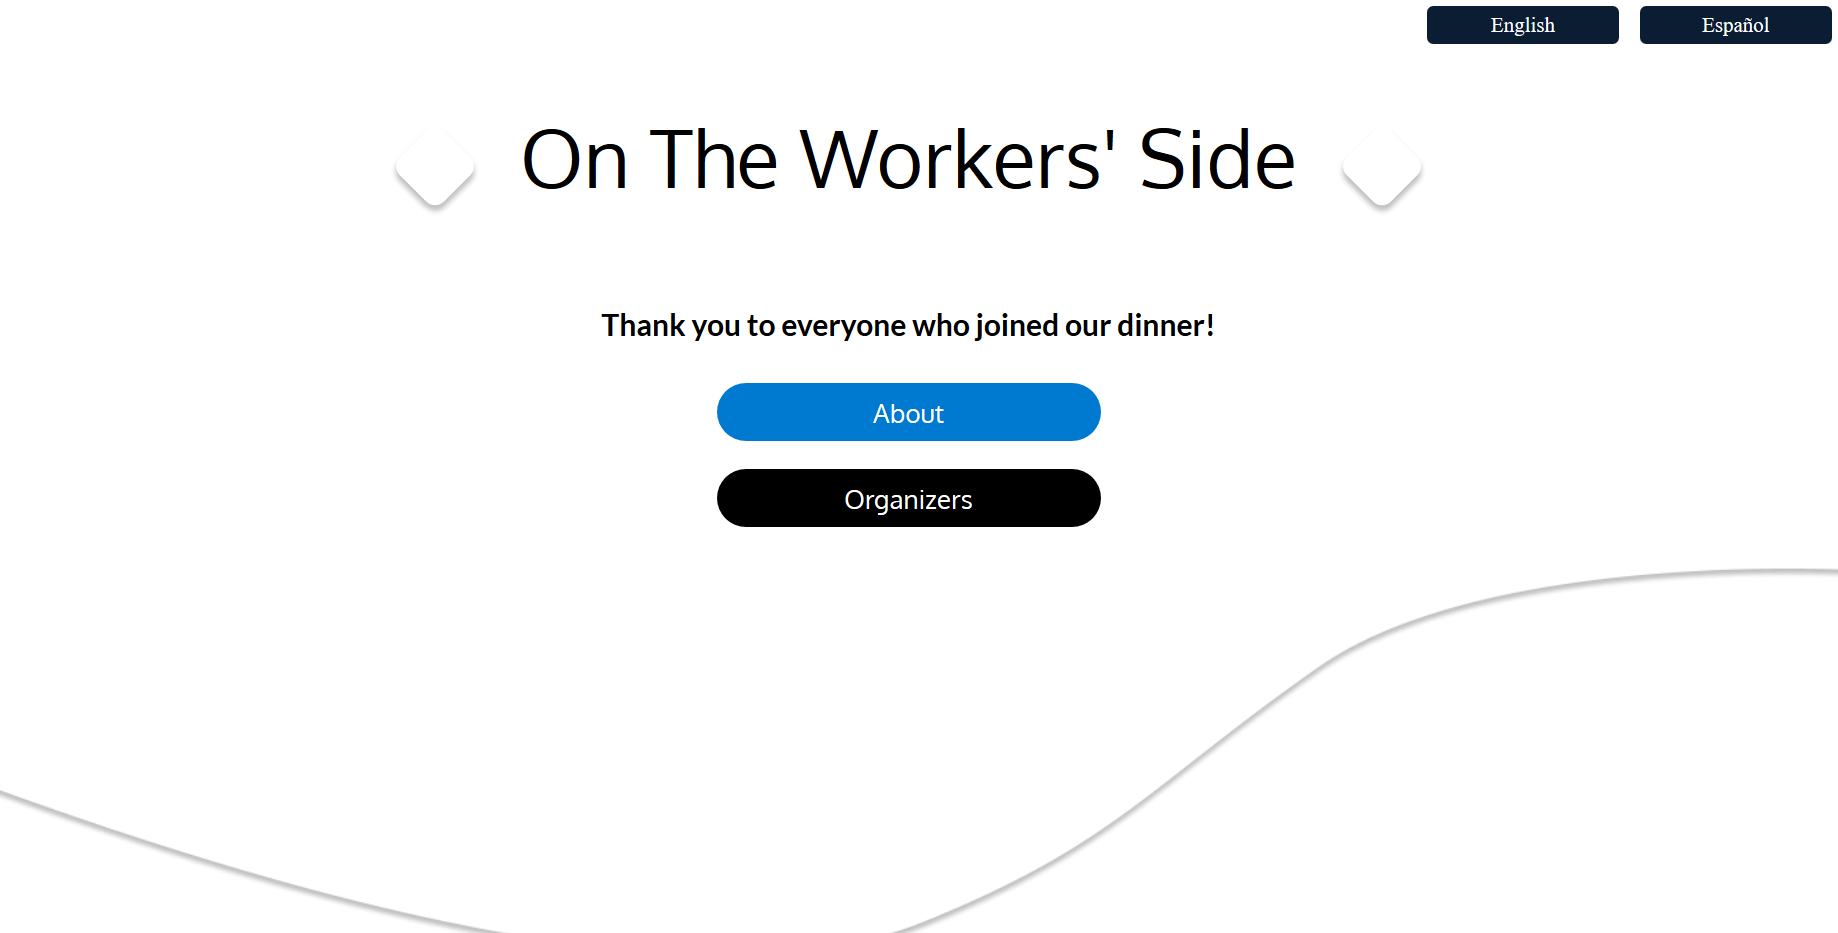 English
Español
On The Workers' Side
Thank you to everyone who joined our dinner!
About
Organizers